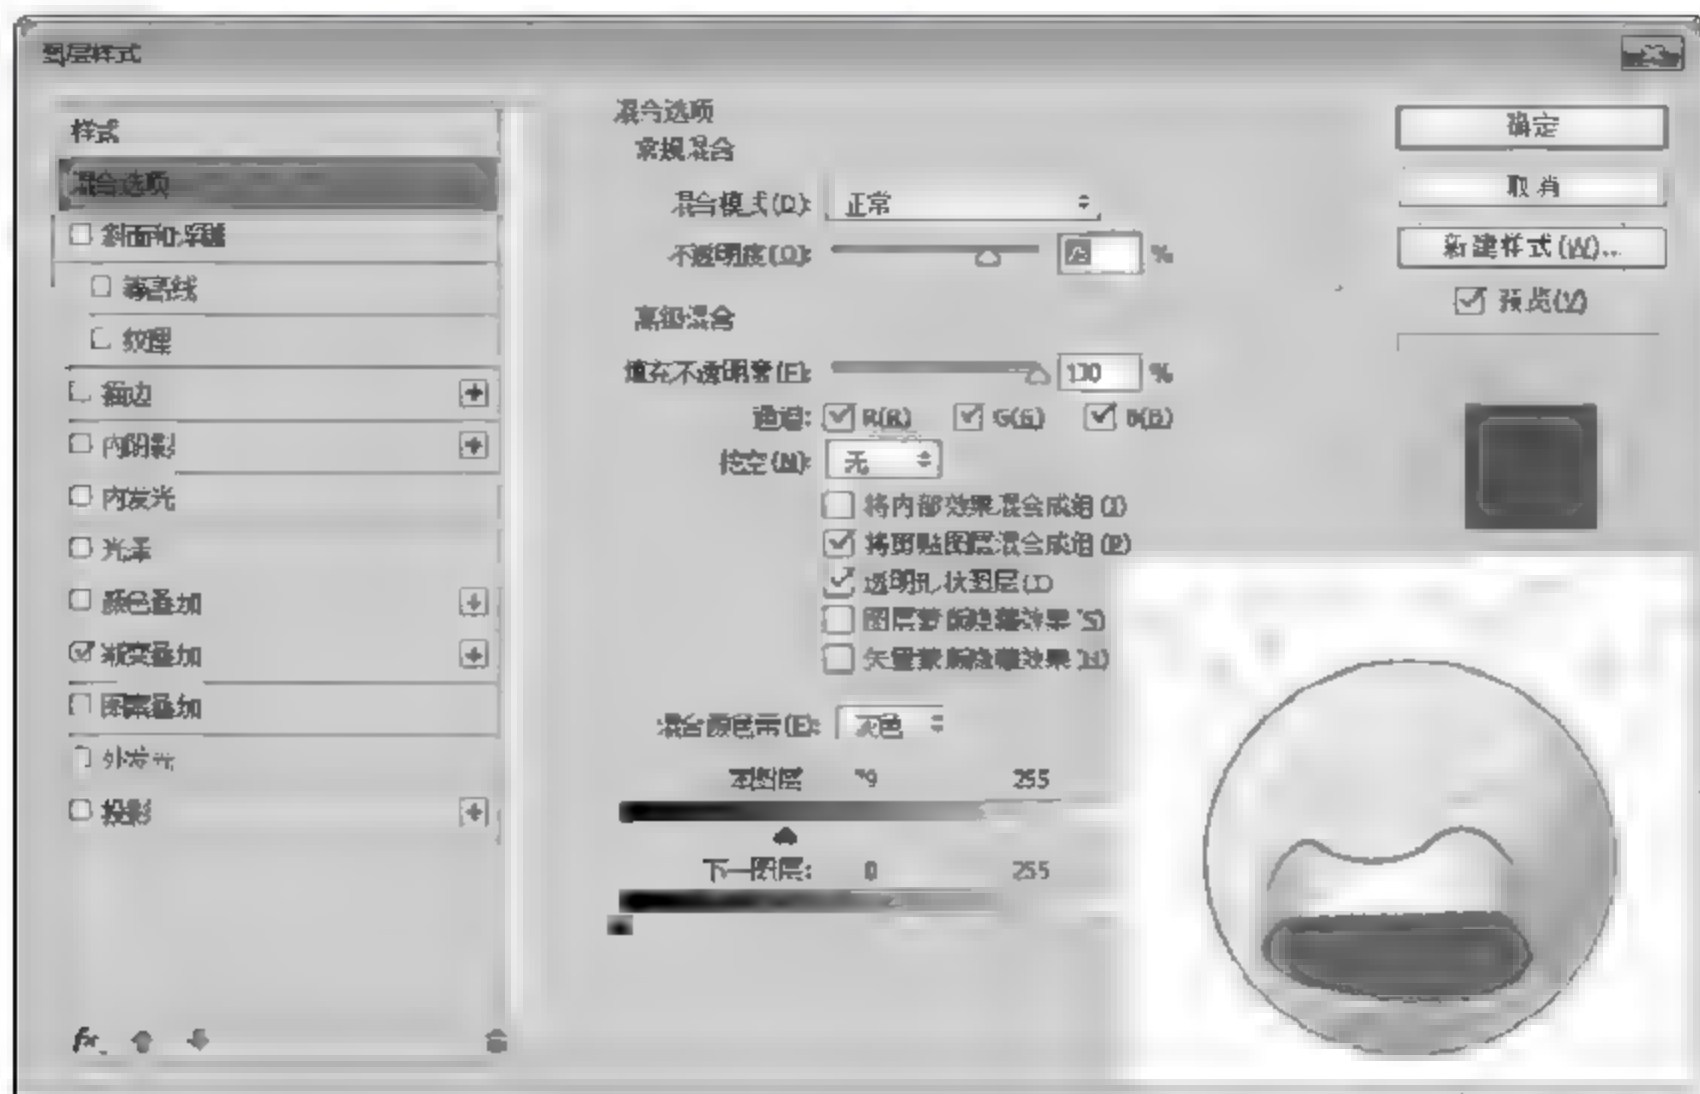 图层样式
样式
混合选项
斜面和浮雕
等高线
纹理
描边
内阴影
内发光
光泽
颜色叠加
渐变叠加
图案叠加
外发光
投影
fx
混合选项
常规混合
混合模式(D): 正常
不透明度(O): %
高级混合
填充不透明度(F): 100 %
通道: R(R) G(G) B(B)
挖空(N): 无
将内部效果混合成组(I)
将剪贴图层混合成组(P)
透明形状图层(T)
图层蒙版隐藏效果(S)
矢量蒙版隐藏效果(H)
混合颜色带(E): 灰色
本图层 79 255
下一图层: 0 255
确定
取消
新建样式(W)...
预览(V)